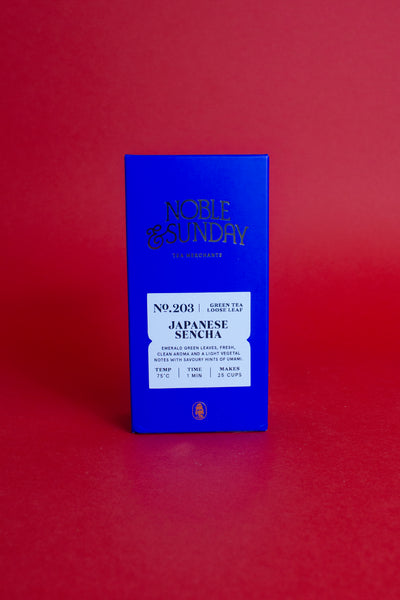 NOBLE
& SUNDAY
TEA MERCHANTS
No.203 | GREEN TEA
LOOSE LEAF
JAPANESE
SENCHA
EMERALD GREEN LEAVES, FRESH,
CLEAN AROMA AND A LIGHT VEGETAL
NOTES WITH SAVOURY HINTS OF UMAMI.
TEMP | TIME | MAKES
75°C | 1 MIN | 25 CUPS